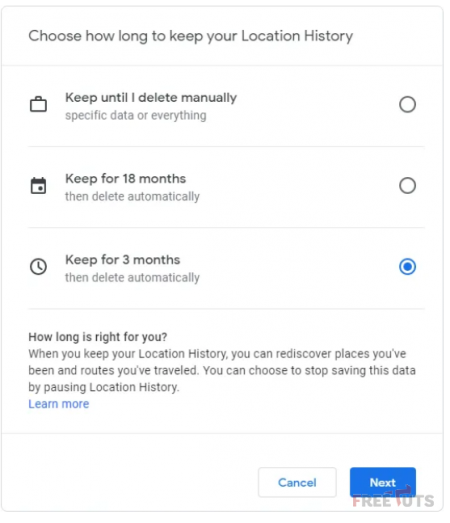 Choose how long to keep your Location History
Keep until I delete manually
specific data or everything
Keep for 18 months
then delete automatically
Keep for 3 months
then delete automatically
How long is right for you?
When you keep your Location History, you can rediscover places you've
been and routes you've traveled. You can choose to stop saving this data
by pausing Location History.
Learn more
Cancel
Next
FREETUTS